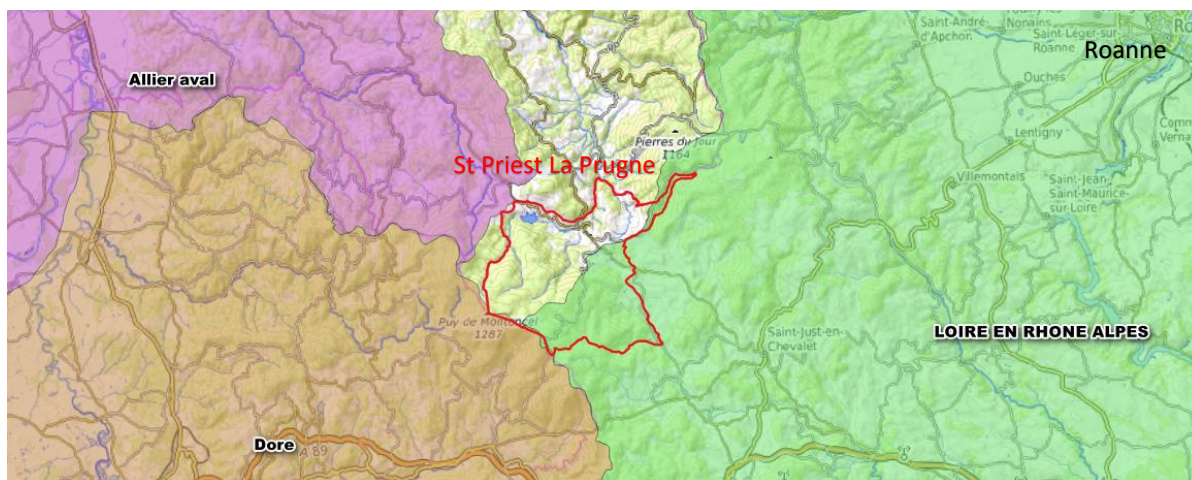 Saint-André
d'Apchon
Nonains
Saint-Léger-sur
Roanne
Roanne
Allier aval
Ouches
Pierres du Jour
1164
Lentigny
St Priest La Prugne
Villemontais
Saint-Jean-
Saint-Maurice-
sur-Loire
Puy de Montoncel
1287
Saint-Just-en-
Chevalet
LOIRE EN RHONE ALPES
Dore
A 89